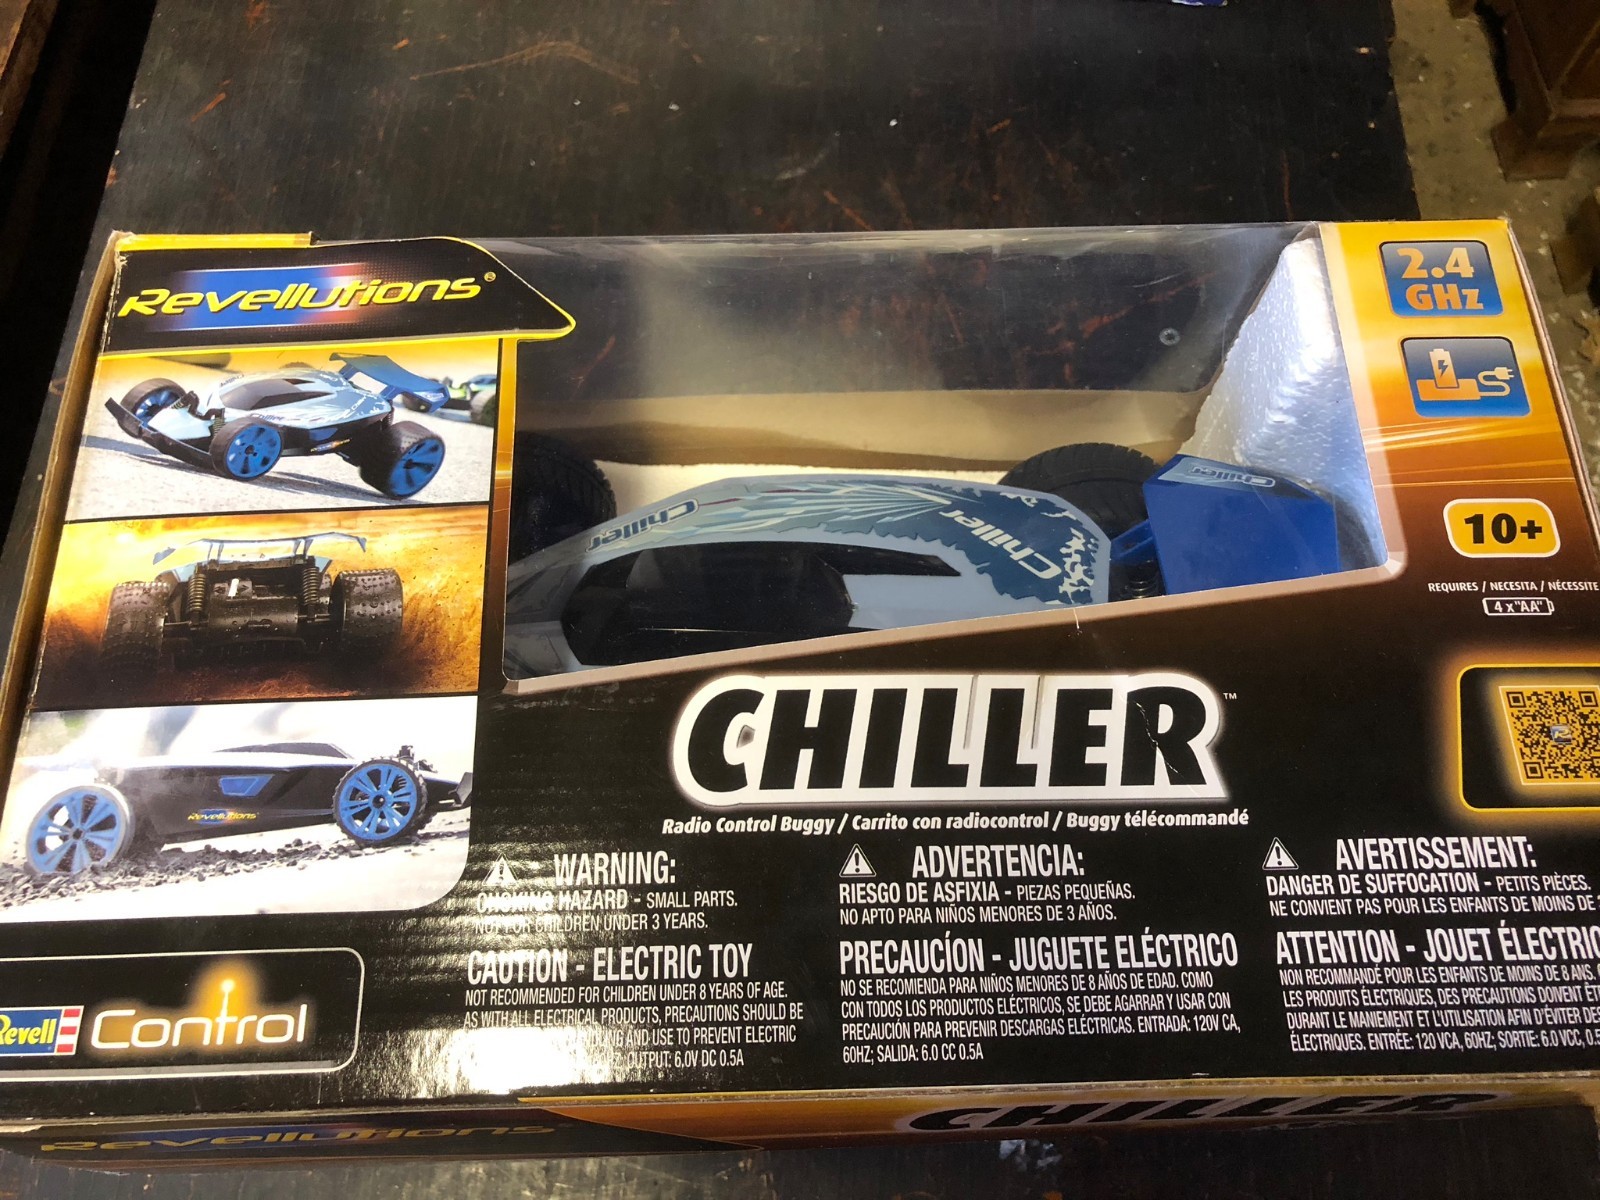 Revellutions®
2.4
GHz
Chiller
Chiller
Chiller
10+
REQUIRES / NECESITA / NÉCESSITE
4 x "AA"
Revellutions
CHILLER™
Radio Control Buggy / Carrito con radiocontrol / Buggy télécommandé
WARNING:
CHOKING HAZARD - SMALL PARTS.
NOT FOR CHILDREN UNDER 3 YEARS.
CAUTION - ELECTRIC TOY
NOT RECOMMENDED FOR CHILDREN UNDER 8 YEARS OF AGE.
AS WITH ALL ELECTRICAL PRODUCTS, PRECAUTIONS SHOULD BE
AND USE TO PREVENT ELECTRIC
OUTPUT: 6.0V DC 0.5A
ADVERTENCIA:
RIESGO DE ASFIXIA - PIEZAS PEQUEÑAS.
NO APTO PARA NIÑOS MENORES DE 3 AÑOS.
PRECAUCÍON - JUGUETE ELÉCTRICO
NO SE RECOMIENDA PARA NIÑOS MENORES DE 8 AÑOS DE EDAD. COMO
CON TODOS LOS PRODUCTOS ELÉCTRICOS, SE DEBE AGARRAR Y USAR CON
PRECAUCIÓN PARA PREVENIR DESCARGAS ELÉCTRICAS. ENTRADA: 120V CA,
60HZ; SALIDA: 6.0 CC 0.5A
AVERTISSEMENT:
DANGER DE SUFFOCATION - PETITS PIÈCES.
NE CONVIENT PAS POUR LES ENFANTS DE MOINS DE
ATTENTION - JOUET ÉLECTRIC
NON RECOMMANDÉ POUR LES ENFANTS DE MOINS DE 8 ANS.
LES PRODUITS ÉLECTRIQUES, DES PRECAUTIONS DOIVENT ÊT
DURANT LE MANIEMENT ET L'UTILISATION AFIN D'ÉVITER DES
ÉLECTRIQUES. ENTRÉE: 120 VCA, 60HZ; SORTIE: 6.0 VCC, 0.5
Revell Control
Revellutions
CHILLER